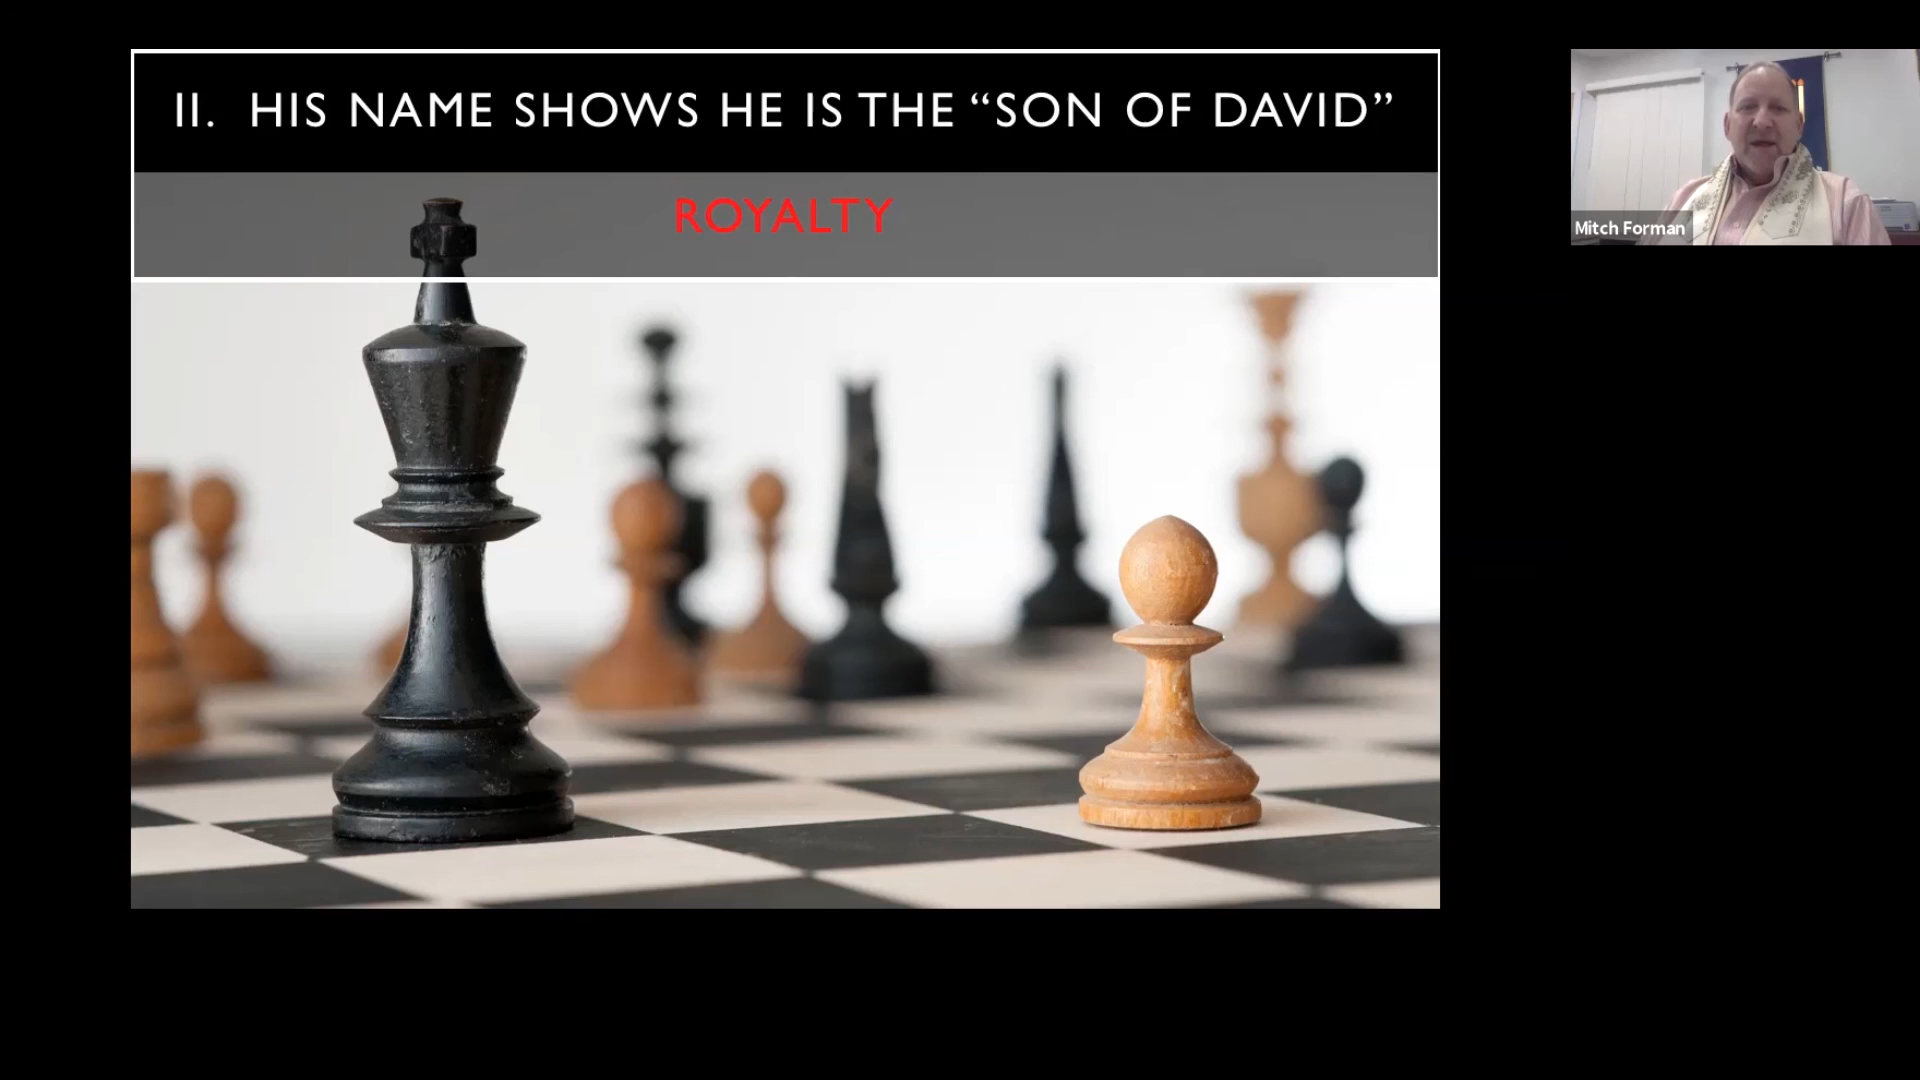 II. HIS NAME SHOWS HE IS THE “SON OF DAVID”
ROYALTY
Mitch Forman